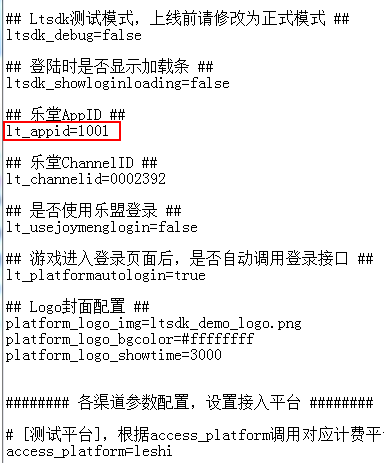 ## Ltsdk测试模式，上线前请修改为正式模式 ##
ltsdk_debug=false
## 登陆时是否显示加载条 ##
ltsdk_showloginloading=false
## 乐堂AppID ##
lt_appid=1001
## 乐堂ChannelID ##
lt_channelid=0002392
## 是否使用乐盟登录 ##
lt_usejoymenglogin=false
## 游戏进入登录页面后，是否自动调用登录接口 ##
lt_platformautologin=true
## Logo封面配置 ##
platform_logo_img=ltsdk_demo_logo.png
platform_logo_bgcolor=#ffffffff
platform_logo_showtime=3000
######## 各渠道参数配置，设置接入平台 ########
# [测试平台]，根据access_platform调用对应计费平
access_platform=leshi